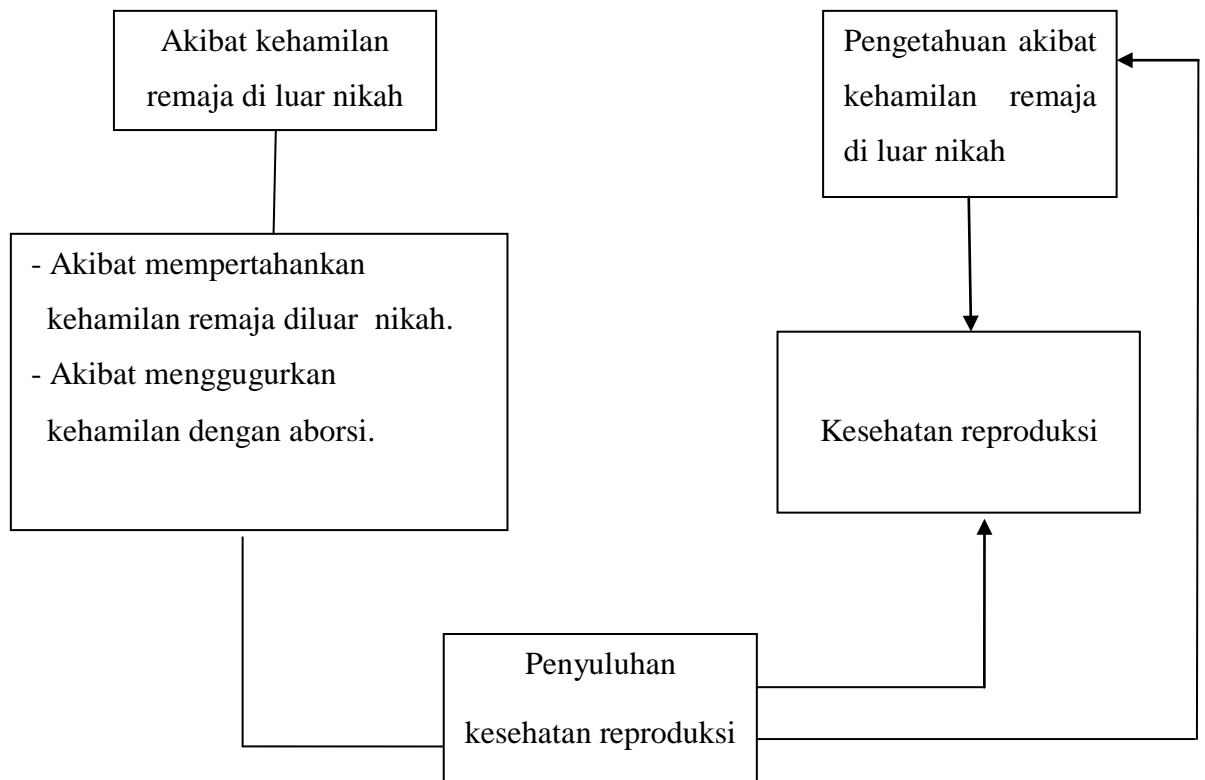 Akibat kehamilan
remaja di luar nikah
Pengetahuan akibat
kehamilan remaja
di luar nikah
- Akibat mempertahankan
kehamilan remaja diluar nikah.
- Akibat menggugurkan
kehamilan dengan aborsi.
Kesehatan reproduksi
Penyuluhan
kesehatan reproduksi